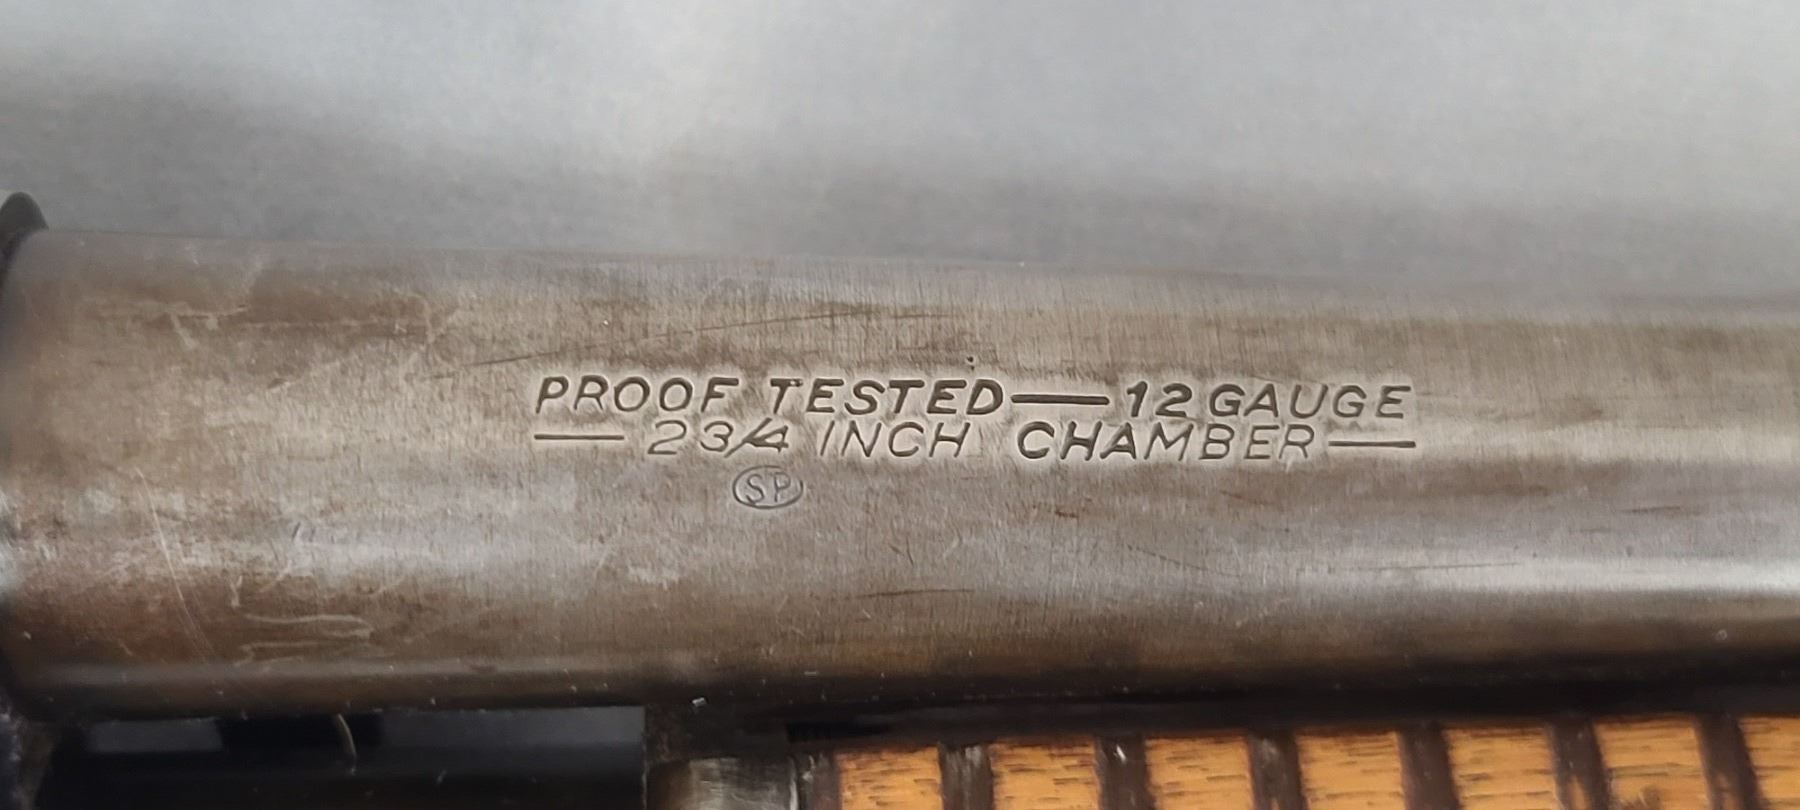 PROOF TESTED—12 GAUGE
— 2 3/4 INCH CHAMBER —
SP